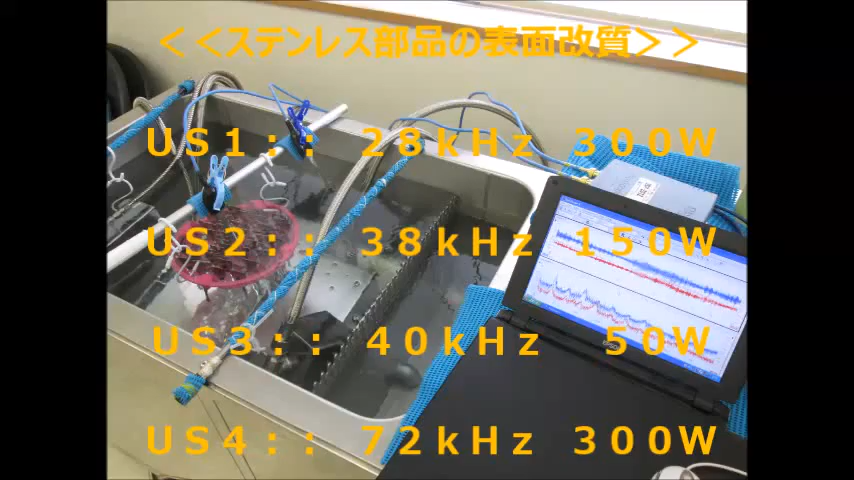 ＜＜ステンレス部品の表面改質＞＞
ＵＳ１：： ２８ｋＨｚ ３００Ｗ
ＵＳ２：： ３８ｋＨｚ １５０Ｗ
ＵＳ３：： ４０ｋＨｚ ５０Ｗ
ＵＳ４：： ７２ｋＨｚ ３００Ｗ